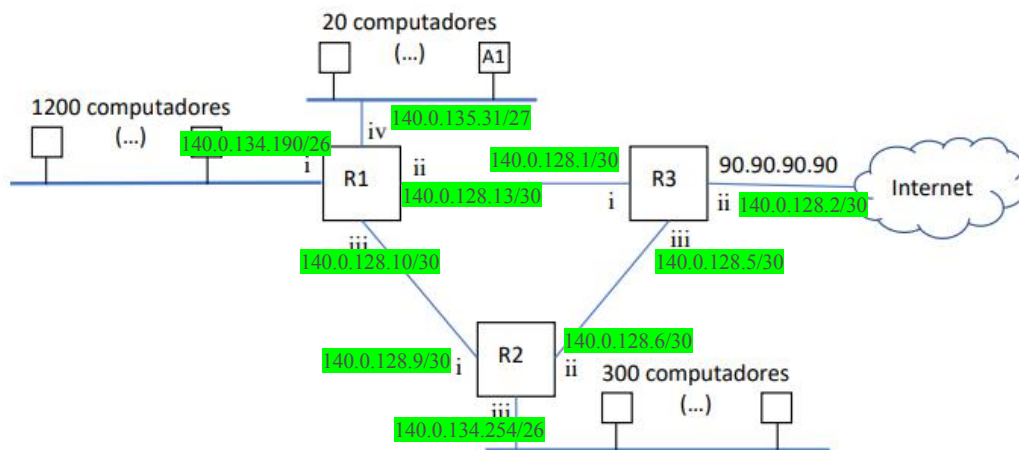 20 computadores
(...)
A1
1200 computadores
(...)
140.0.135.31/27
140.0.134.190/26
iv
i
ii
R1
140.0.128.1/30
90.90.90.90
R3
Internet
140.0.128.13/30
i
ii
140.0.128.2/30
iii
140.0.128.10/30
iii
140.0.128.5/30
140.0.128.6/30
R2
140.0.128.9/30
i
ii
300 computadores
(...)
iii
140.0.134.254/26